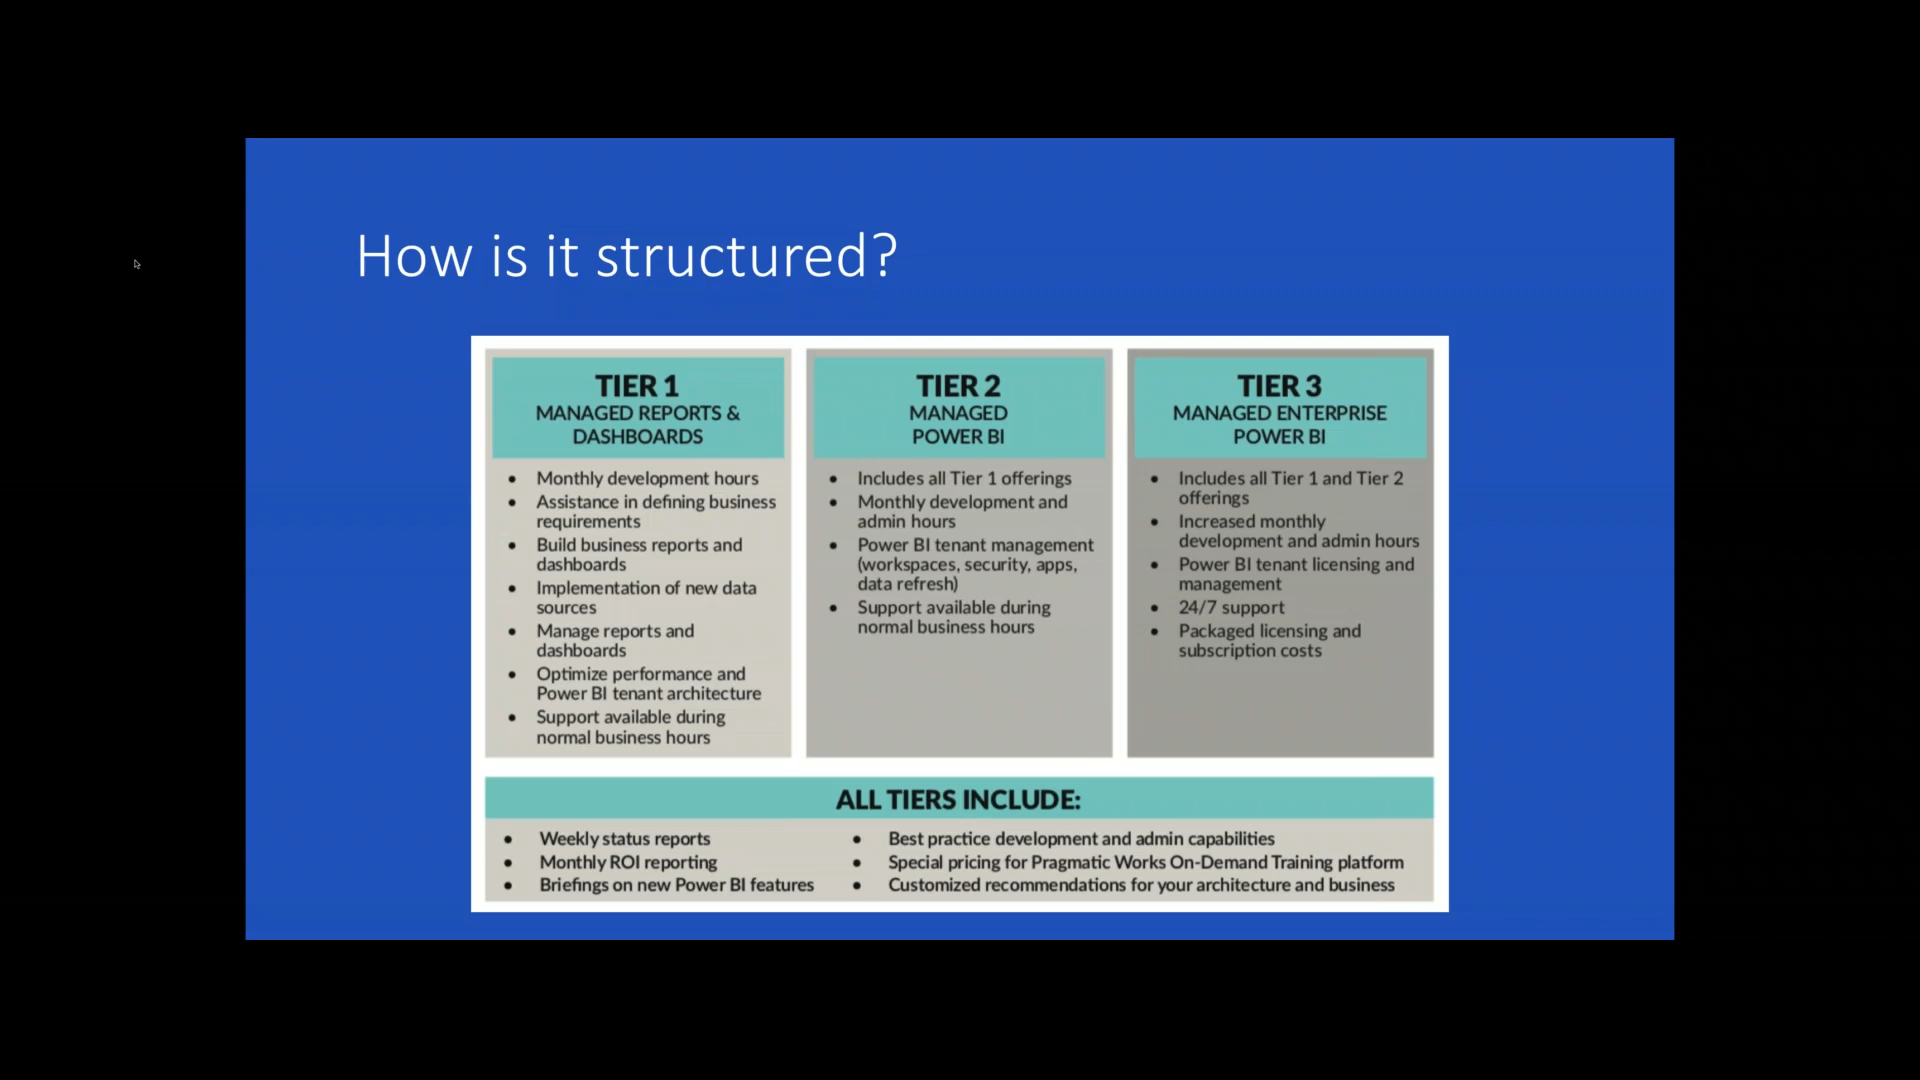 How is it structured?
TIER 1
MANAGED REPORTS &
DASHBOARDS
• Monthly development hours
• Assistance in defining business
requirements
• Build business reports and
dashboards
• Implementation of new data
sources
• Manage reports and
dashboards
• Optimize performance and
Power BI tenant architecture
• Support available during
normal business hours
TIER 2
MANAGED
POWER BI
• Includes all Tier 1 offerings
• Monthly development and
admin hours
• Power BI tenant management
(workspaces, security, apps,
data refresh)
• Support available during
normal business hours
TIER 3
MANAGED ENTERPRISE
POWER BI
• Includes all Tier 1 and Tier 2
offerings
• Increased monthly
development and admin hours
• Power BI tenant licensing and
management
• 24/7 support
• Packaged licensing and
subscription costs
ALL TIERS INCLUDE:
• Weekly status reports
• Monthly ROI reporting
• Briefings on new Power BI features
• Best practice development and admin capabilities
• Special pricing for Pragmatic Works On-Demand Training platform
• Customized recommendations for your architecture and business